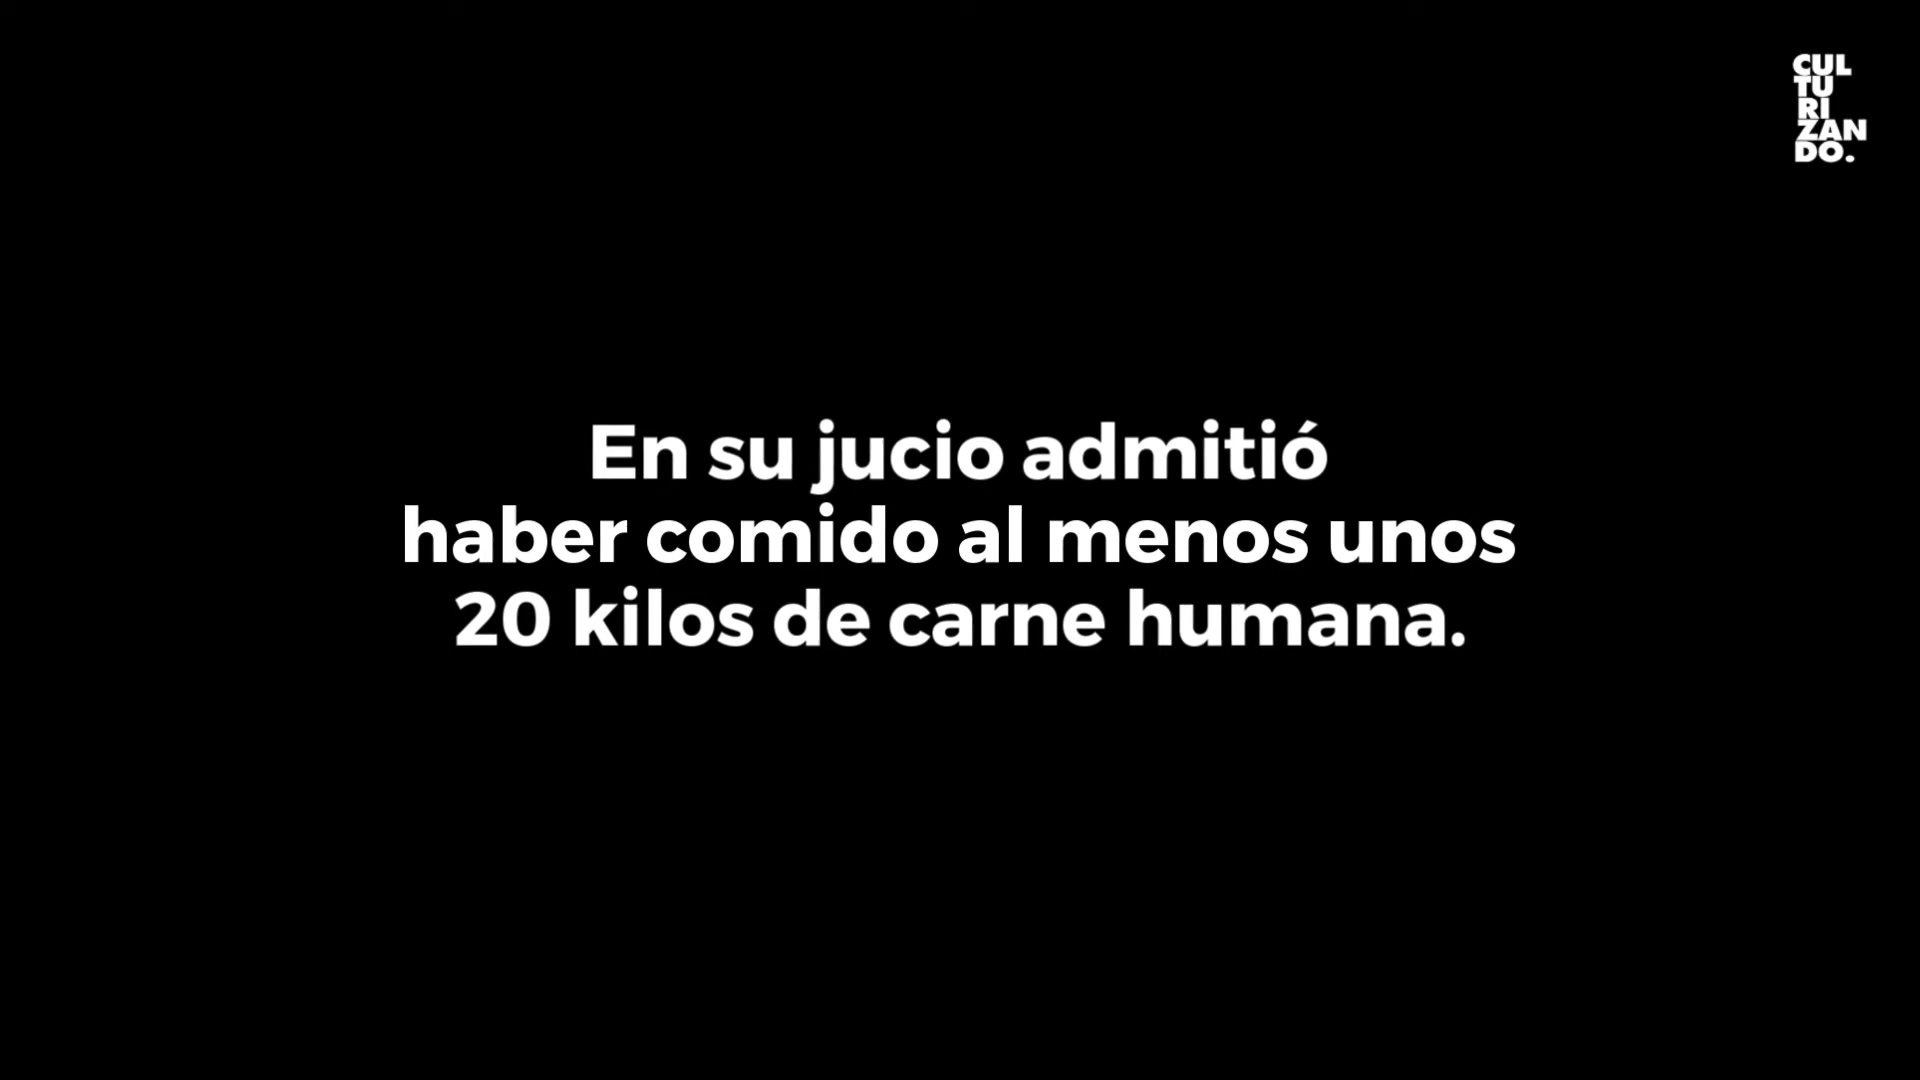 CUL
TU
RI
ZAN
DO.
En su jucio admitió
haber comido al menos unos
20 kilos de carne humana.